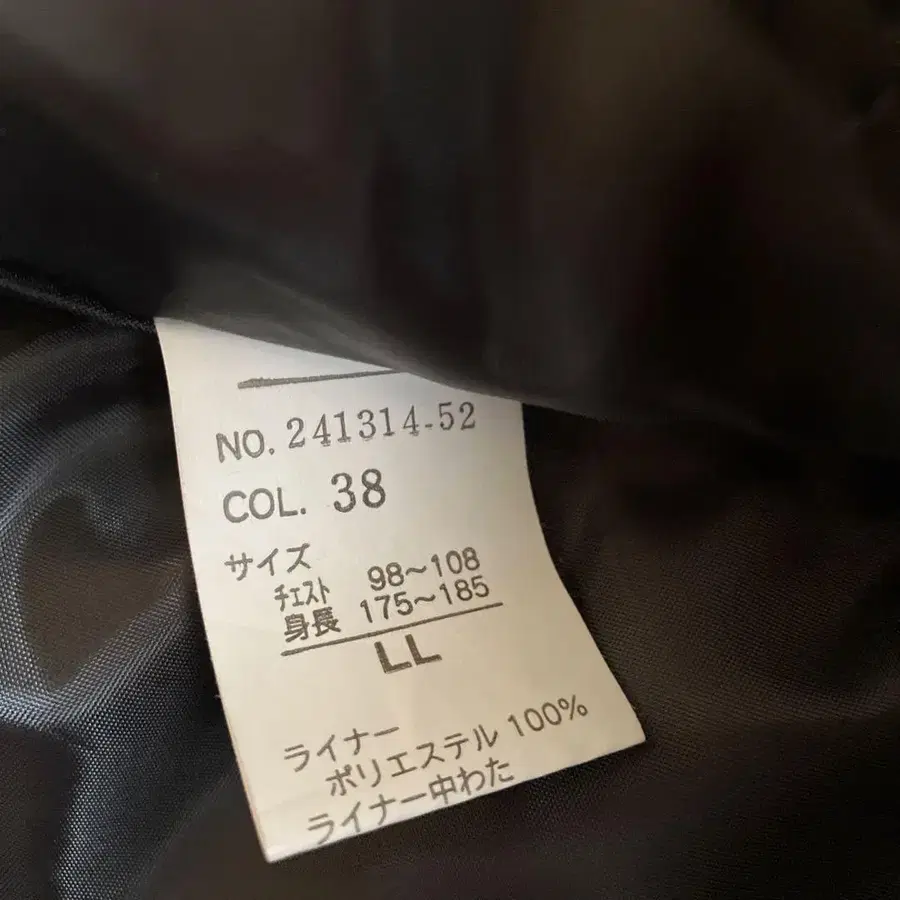 NO. 241314-52
COL. 38
サイズ
チェスト 98～108
身長 175～185
LL
ライナー
ポリエステル 100%
ライナー中わた